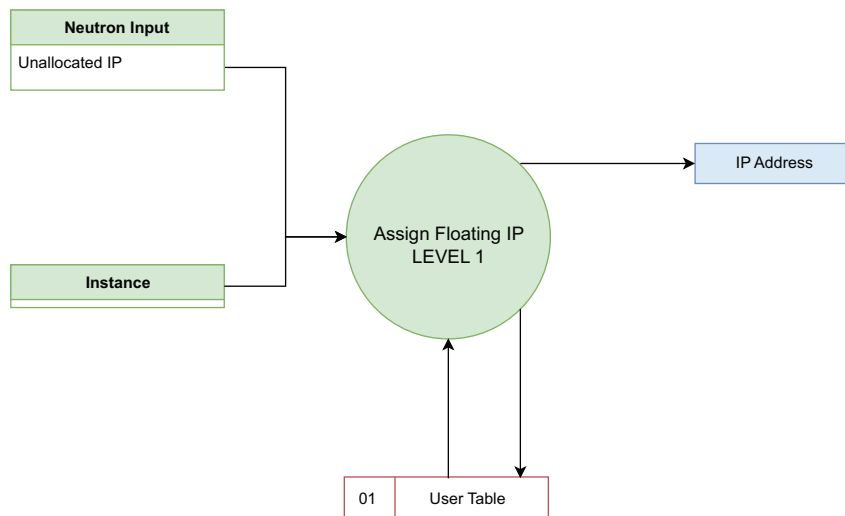 Neutron Input
Unallocated IP
IP Address
Assign Floating IP
LEVEL 1
Instance
01
User Table